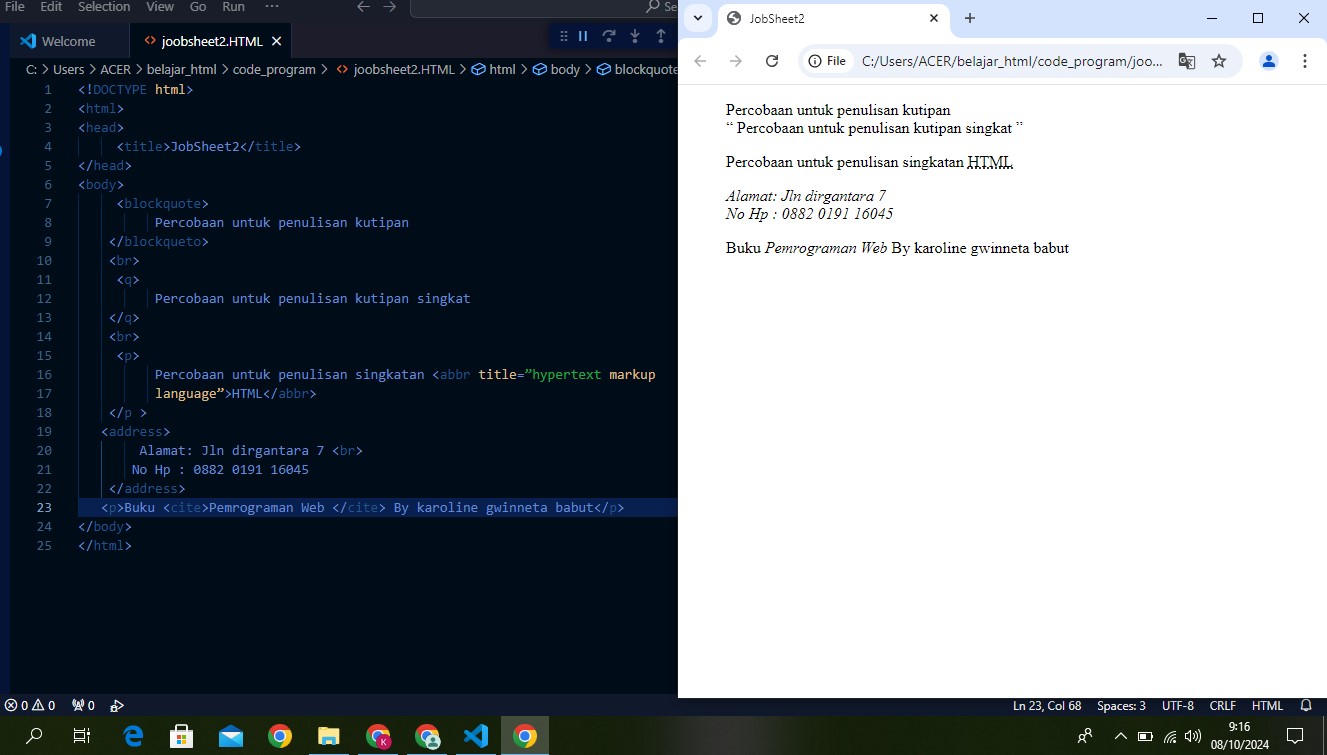 File Edit Selection View Go Run ··· Se
Welcome joobsheet2.HTML
C: > Users > ACER > belajar_html > code_program > joobsheet2.HTML > html > body > blockquote
1 <!DOCTYPE html>
2 <html>
3 <head>
4 <title>JobSheet2</title>
5 </head>
6 <body>
7 <blockquote>
8 Percobaan untuk penulisan kutipan
9 </blockqueto>
10 <br>
11 <q>
12 Percobaan untuk penulisan kutipan singkat
13 </q>
14 <br>
15 <p>
16 Percobaan untuk penulisan singkatan <abbr title=”hypertext markup
17 language”>HTML</abbr>
18 </p >
19 <address>
20 Alamat: Jln dirgantara 7 <br>
21 No Hp : 0882 0191 16045
22 </address>
23 <p>Buku <cite>Pemrograman Web </cite> By karoline gwinneta babut</p>
24 </body>
25 </html>
JobSheet2
File C:/Users/ACER/belajar_html/code_program/joo...
Percobaan untuk penulisan kutipan
“ Percobaan untuk penulisan kutipan singkat ”
Percobaan untuk penulisan singkatan HTML
Alamat: Jln dirgantara 7
No Hp : 0882 0191 16045
Buku Pemrograman Web By karoline gwinneta babut
0 0 0 Ln 23, Col 68 Spaces: 3 UTF-8 CRLF HTML
K
9:16
08/10/2024